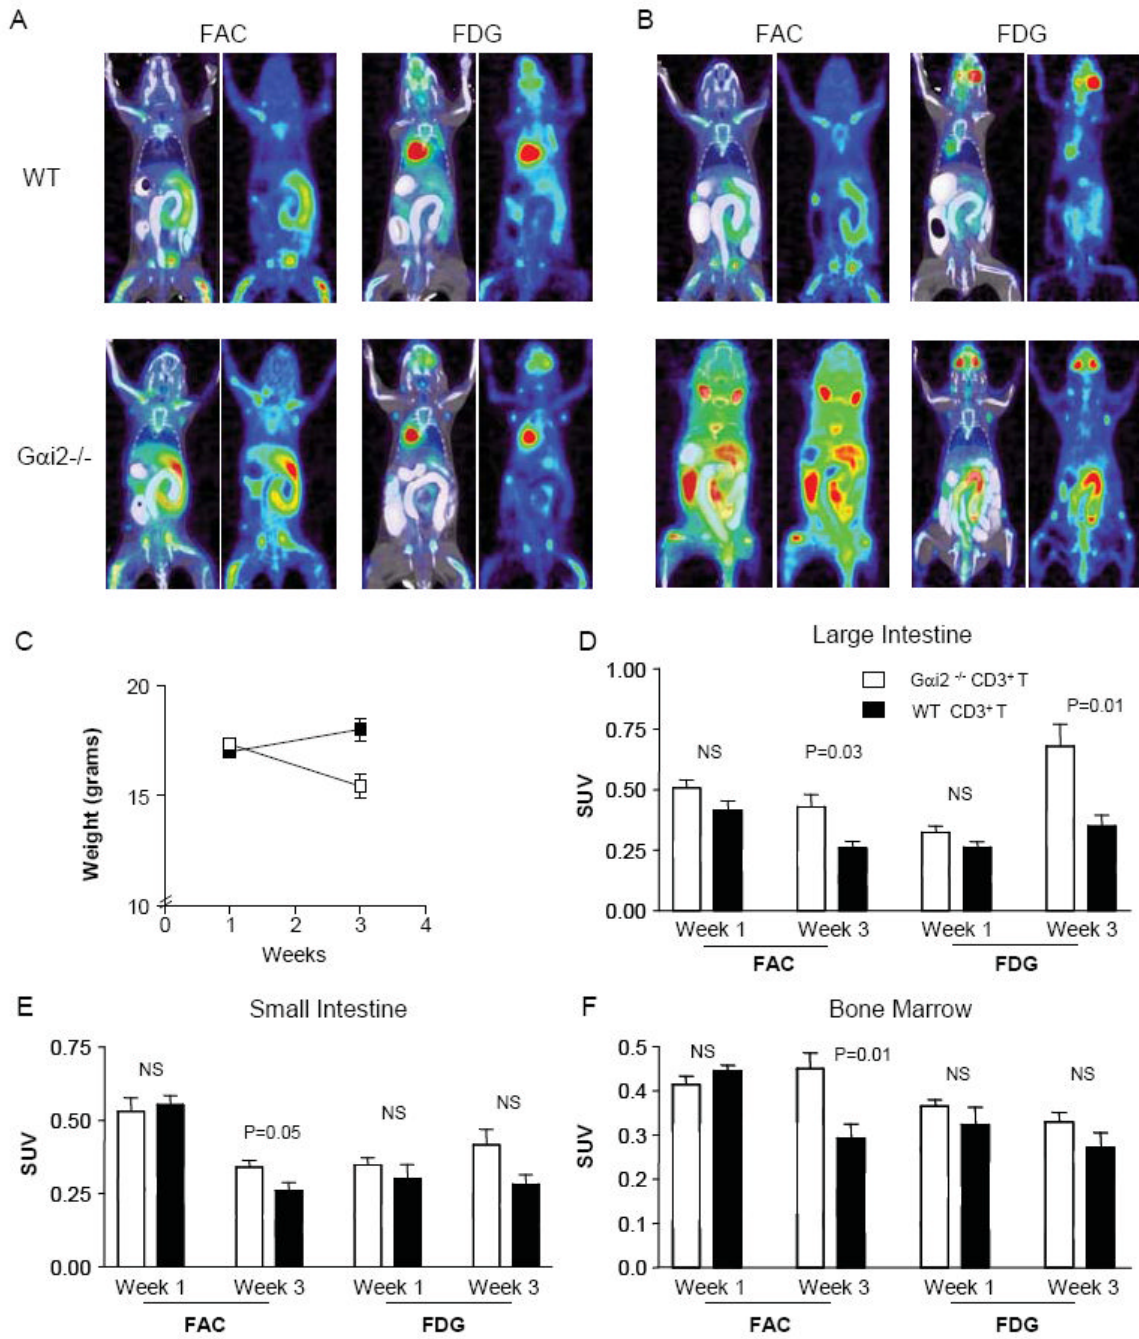 A
B
FAC
FDG
FAC
FDG
WT
Gαi2-/-
C
20
15
10
Weight (grams)
0
1
2
3
4
Weeks
D
Large Intestine
1.00
0.75
0.50
0.25
0.00
SUV
Gαi2 -/- CD3+ T
WT CD3+ T
NS
P=0.03
NS
P=0.01
Week 1
Week 3
Week 1
Week 3
FAC
FDG
E
Small Intestine
0.75
0.50
0.25
0.00
SUV
NS
P=0.05
NS
NS
Week 1
Week 3
Week 1
Week 3
FAC
FDG
F
Bone Marrow
0.5
0.4
0.3
0.2
0.1
0.0
SUV
NS
P=0.01
NS
NS
Week 1
Week 3
Week 1
Week 3
FAC
FDG